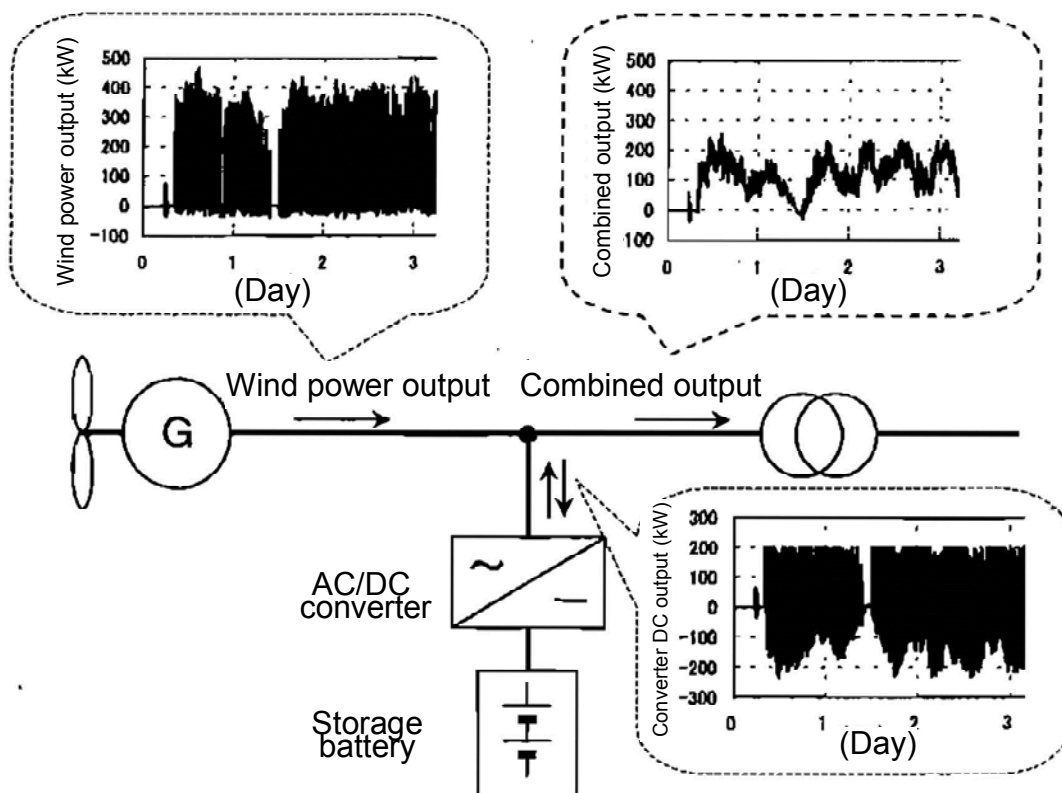 Wind power output (kW)
500
400
300
200
100
0
-100
0 1 2 3
(Day)
Combined output (kW)
500
400
300
200
100
0
100
0 1 2 3
(Day)
Wind power output
Combined output
G
AC/DC
converter
Storage
battery
Converter DC output (kW)
300
200
100
0
-100
-200
-300
0 1 2 3
(Day)